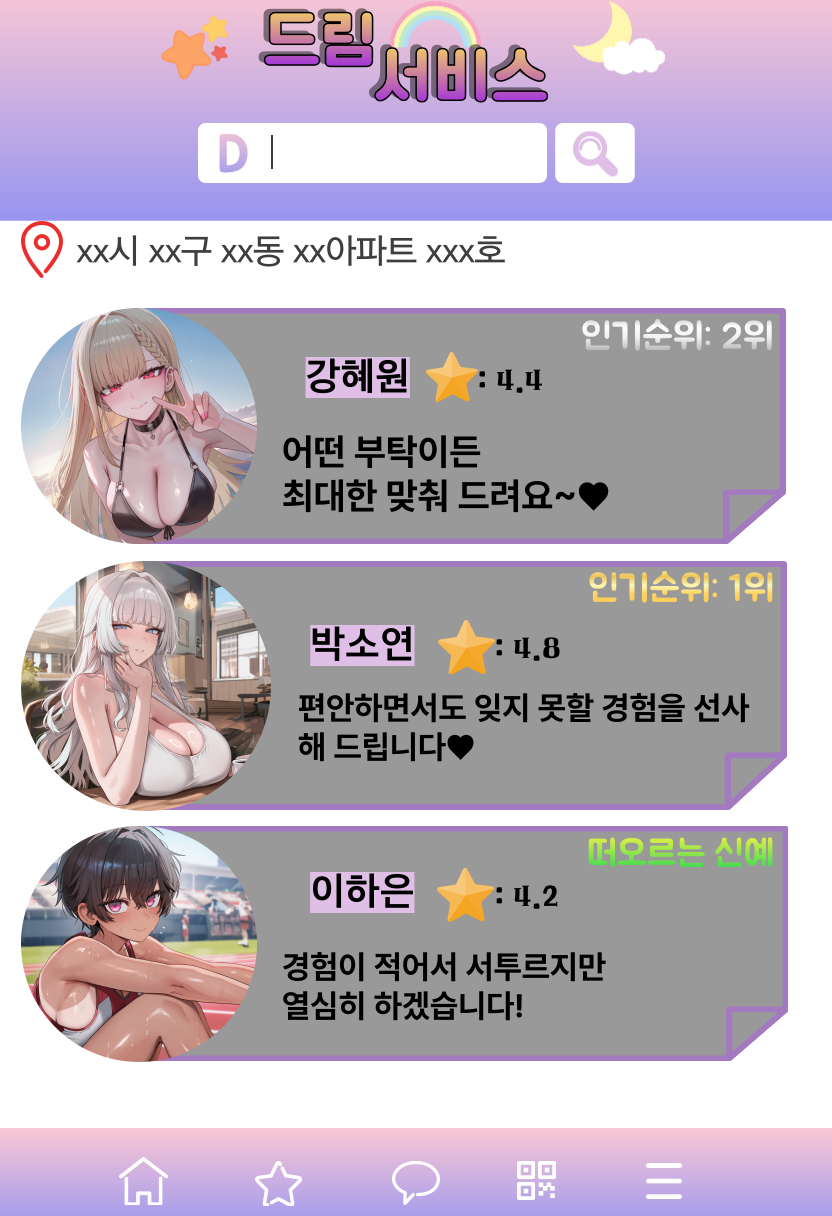 드림
서비스
D
xx시 xx구 xx동 xx아파트 xxx호
인기순위: 2위
강혜원 : 4.4
어떤 부탁이든
최대한 맞춰 드려요~♥
인기순위: 1위
박소연 : 4.8
편안하면서도 잊지 못할 경험을 선사
해 드립니다♥
떠오르는 신예
이하은 : 4.2
경험이 적어서 서투르지만
열심히 하겠습니다!